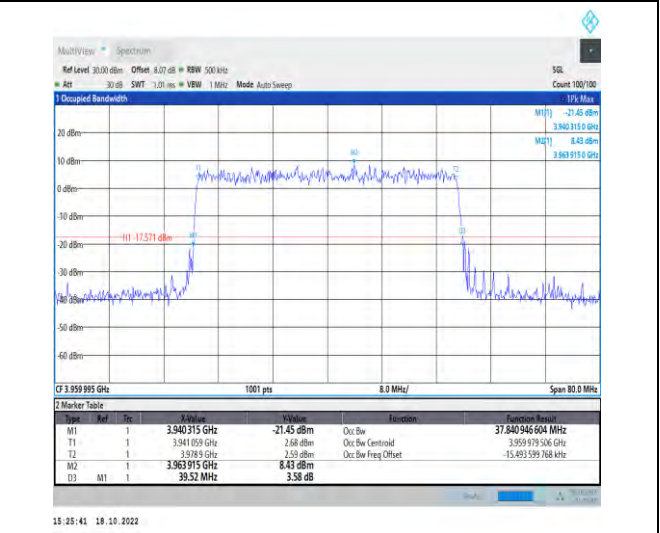 MultiView Spectrum
Ref Level 30.00 dBm Offset 8.07 dB RBW 500 kHz SGL
Att 30 dB SWT 1.01 ms VBW 1 MHz Mode Auto Sweep Count 100/100
1 Occupied Bandwidth 1Pk Max
M1[1] -21.45 dBm
3.940 315 0 GHz
M2[1] 8.43 dBm
3.963 915 0 GHz
20 dBm
10 dBm
0 dBm
-10 dBm
-20 dBm
-30 dBm
-40 dBm
-50 dBm
-60 dBm
M2
T1
T2
H1 -17.571 dBm
M1
D3
CF 3.959 995 GHz 1001 pts 8.0 MHz/ Span 80.0 MHz
2 Marker Table
Type Ref Trc X-Value Y-Value Function Function Result
M1 1 3.940 315 GHz -21.45 dBm Occ Bw 37.840 946 604 MHz
T1 1 3.941 059 GHz 2.68 dBm Occ Bw Centroid 3.959 979 506 GHz
T2 1 3.978 9 GHz 2.59 dBm Occ Bw Freq Offset -15.493 599 768 kHz
M2 1 3.963 915 GHz 8.43 dBm
D3 M1 1 39.52 MHz 3.58 dB
15:25:41 18.10.2022